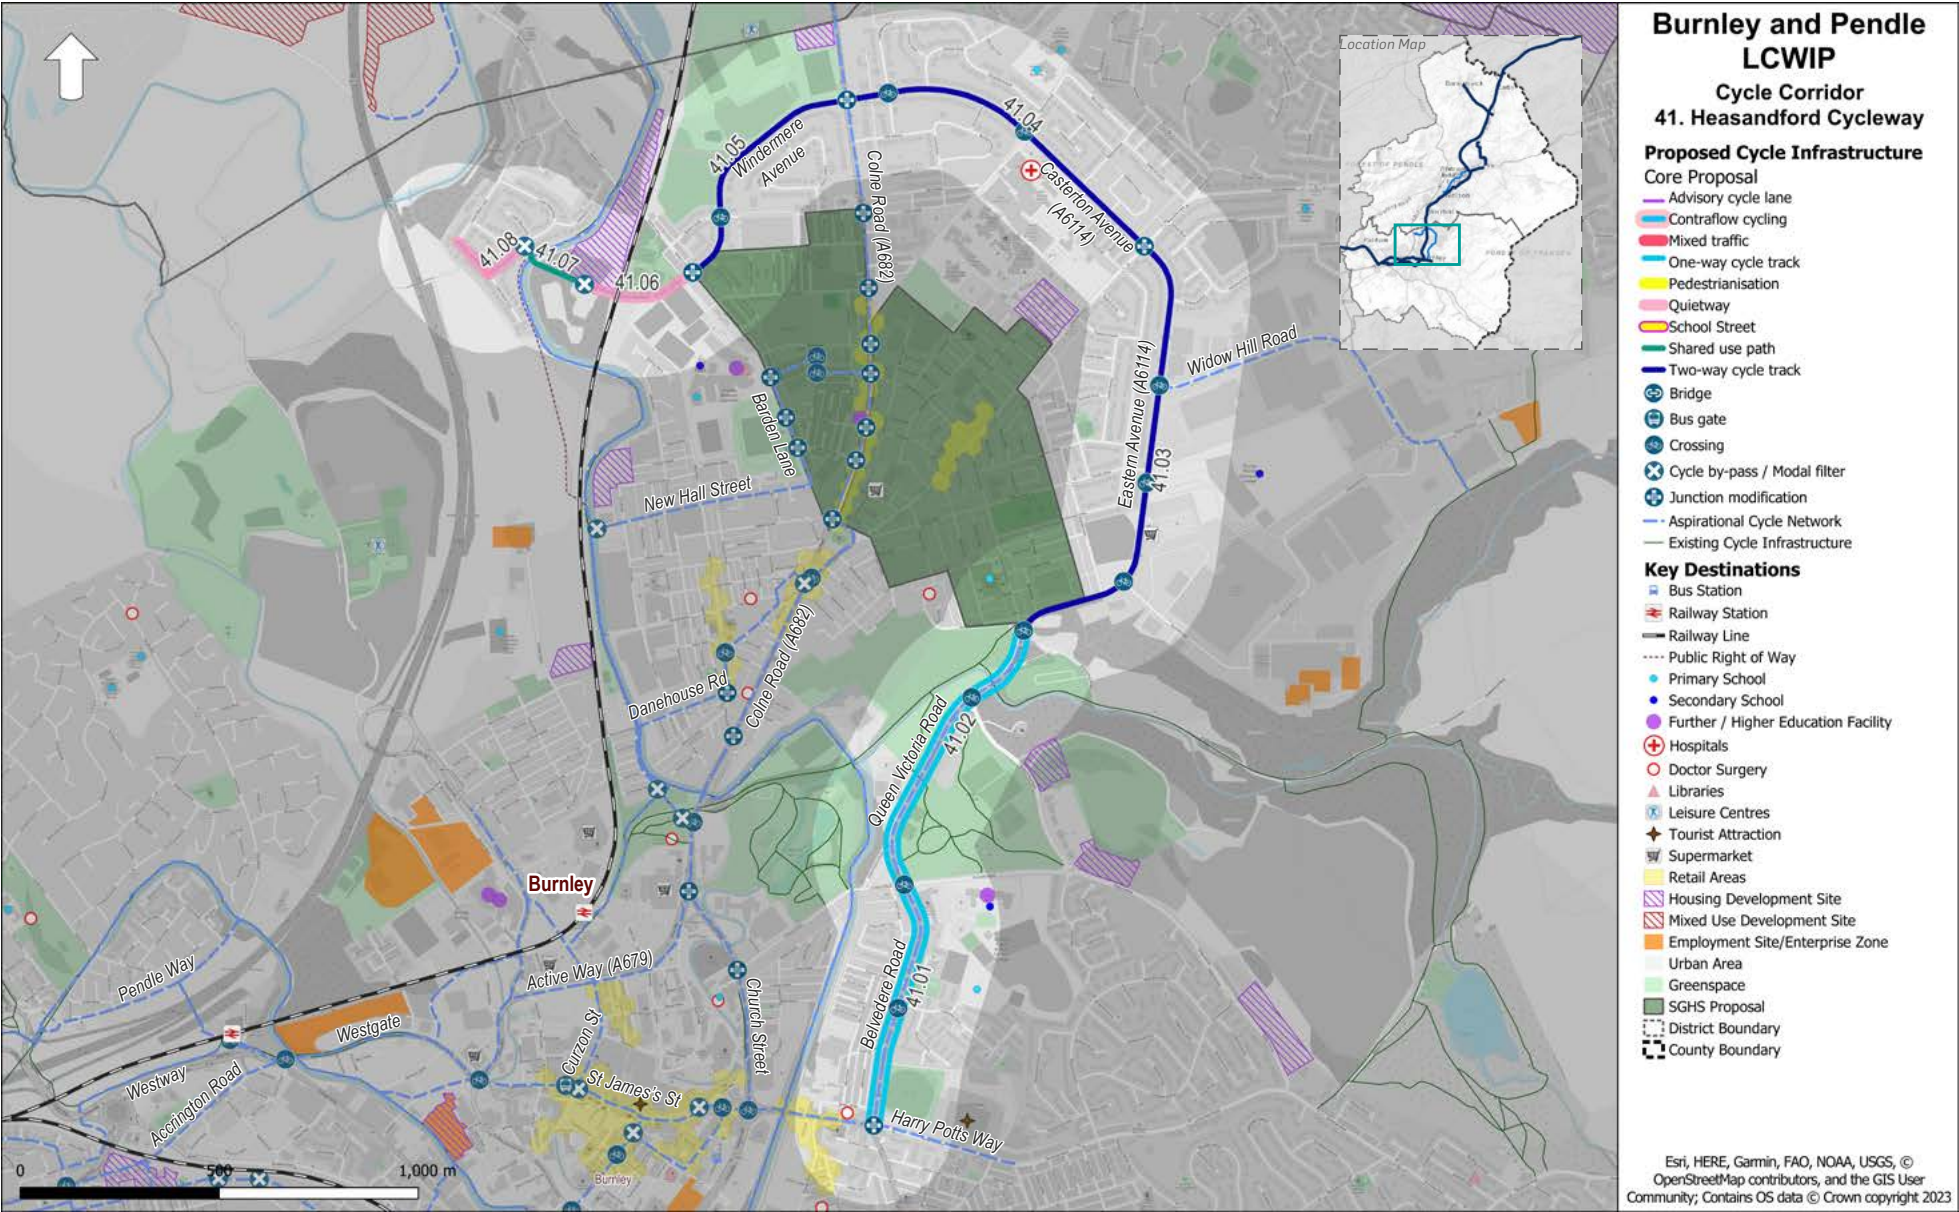 Burnley and Pendle
LCWIP
Cycle Corridor
41. Heasandford Cycleway
Proposed Cycle Infrastructure
Core Proposal
Advisory cycle lane
Contraflow cycling
Mixed traffic
One-way cycle track
Pedestrianisation
Quietway
School Street
Shared use path
Two-way cycle track
Bridge
Bus gate
Crossing
Cycle by-pass / Modal filter
Junction modification
Aspirational Cycle Network
Existing Cycle Infrastructure
Key Destinations
Bus Station
Railway Station
Railway Line
Public Right of Way
Primary School
Secondary School
Further / Higher Education Facility
Hospitals
Doctor Surgery
Libraries
Leisure Centres
Tourist Attraction
Supermarket
Retail Areas
Housing Development Site
Mixed Use Development Site
Employment Site/Enterprise Zone
Urban Area
Greenspace
SGHS Proposal
District Boundary
County Boundary
Esri, HERE, Garmin, FAO, NOAA, USGS, ©
OpenStreetMap contributors, and the GIS User
Community; Contains OS data © Crown copyright 2023
Location Map
41.04
41.05
Windermere
Avenue
Colne Road (A682)
Casterton Avenue
(A6114)
41.08
41.07
41.06
Widow Hill Road
Eastern Avenue (A6114)
41.03
Barden Lane
New Hall Street
Colne Road (A682)
Danehouse Rd
Queen Victoria Road
41.02
Burnley
Belvedere Road
41.01
Active Way (A679)
Pendle Way
Church Street
Westgate
Curzon St
St James's St
Westway
Accrington Road
Harry Potts Way
Burnley
0
500
1,000 m